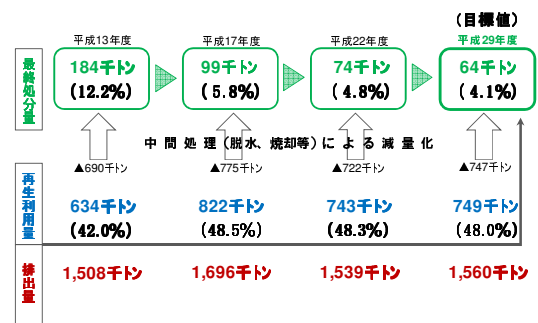 （目標値）
平成13年度 平成17年度 平成22年度 平成29年度
最終処分量
184千トン 99千トン 74千トン 64千トン
(12.2%) (5.8%) (4.8%) (4.1%)
中間処理（脱水、焼却等）による減量化
▲690千トン ▲775千トン ▲722千トン ▲747千トン
再生利用量
634千トン 822千トン 743千トン 749千トン
(42.0%) (48.5%) (48.3%) (48.0%)
排出量
1,508千トン 1,696千トン 1,539千トン 1,560千トン